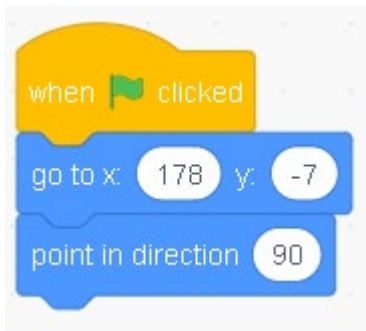 when clicked
go to x: 178 y: -7
point in direction 90